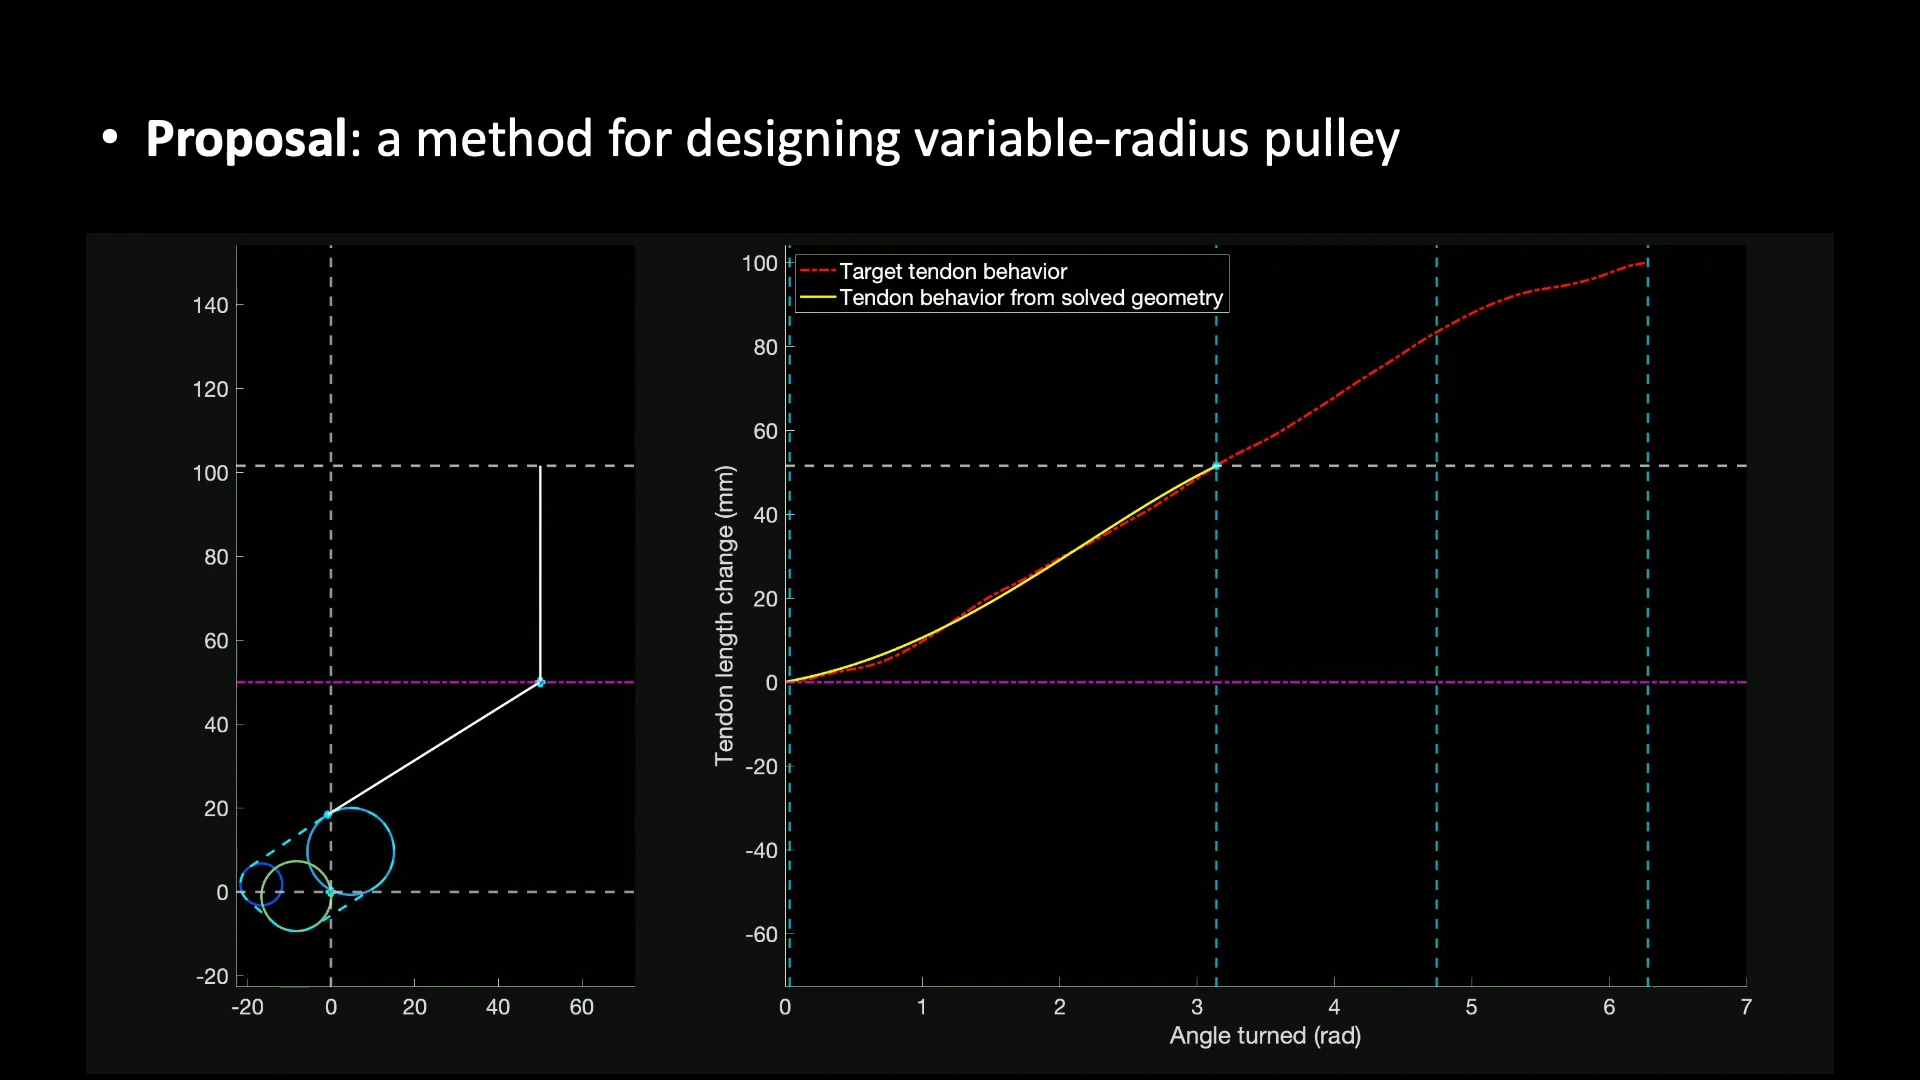 • Proposal: a method for designing variable-radius pulley
140
120
100
80
60
40
20
0
-20
-20 0 20 40 60
Target tendon behavior
Tendon behavior from solved geometry
Tendon length change (mm)
100
80
60
40
20
0
-20
-40
-60
0 1 2 3 4 5 6 7
Angle turned (rad)